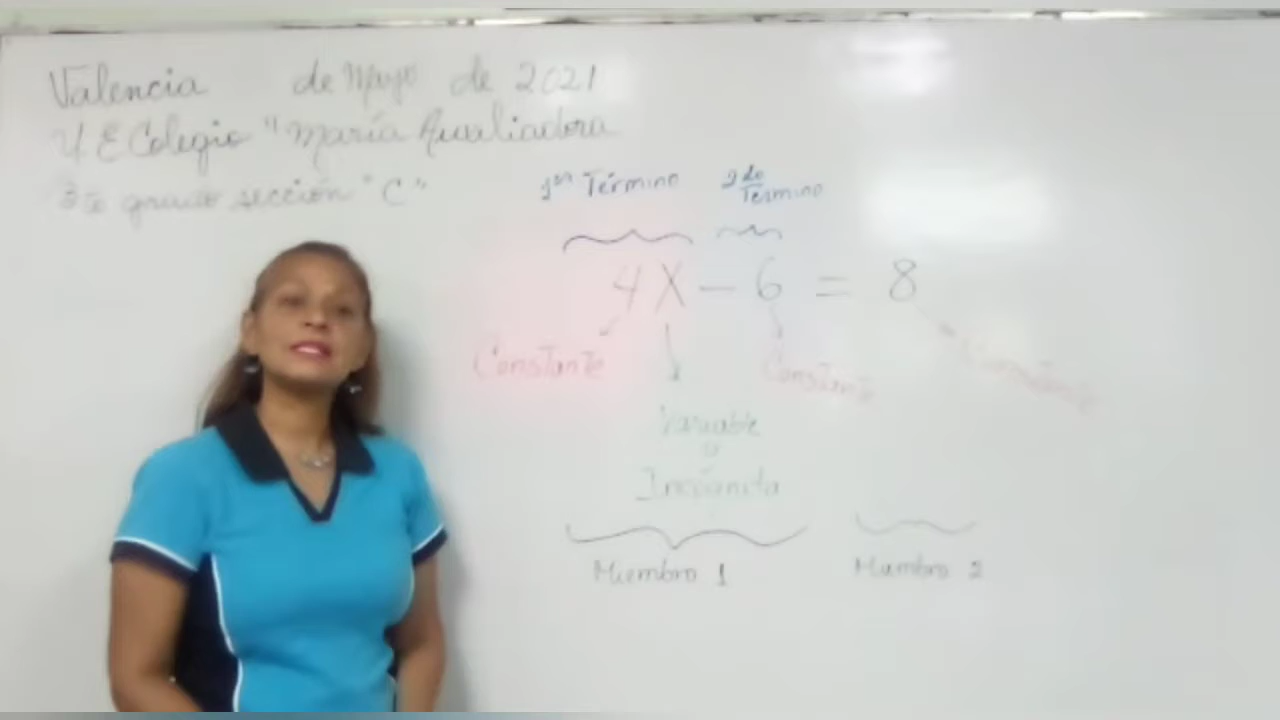 Valencia de Mayo de 2021
U.E Colegio "María Auxiliadora
grado sección "C"
1er Término 2do Término
4X - 6 = 8
Constante Constante Constante
Variable
o
Incógnita
Miembro 1 Miembro 2